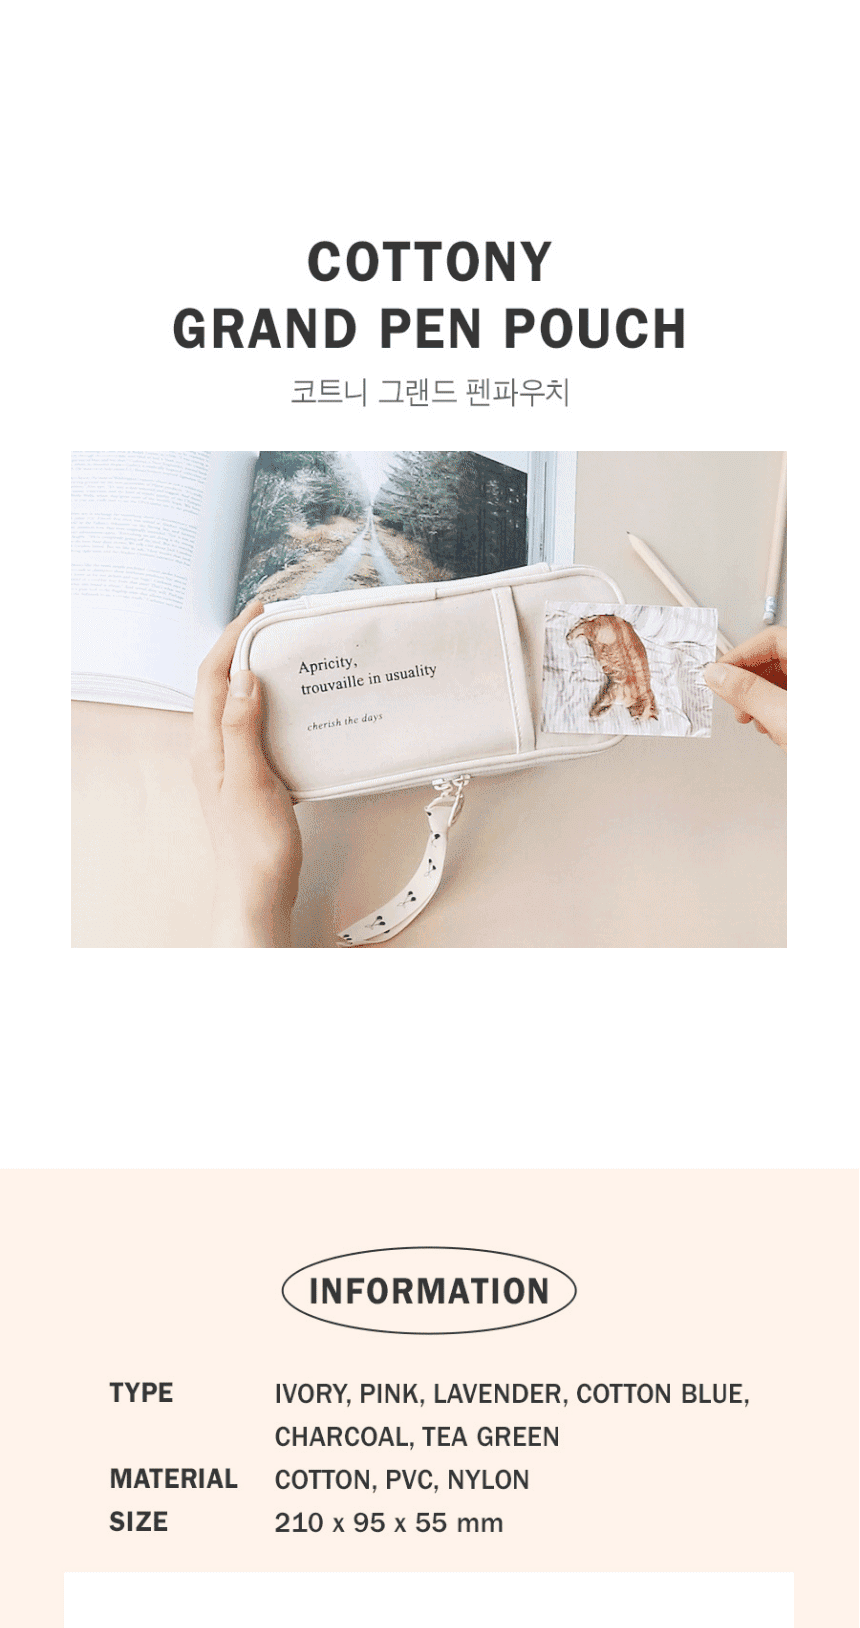 COTTONY
GRAND PEN POUCH
코트니 그랜드 펜파우치
Apricity,
trouvaille in usuality
cherish the days
INFORMATION
TYPE IVORY, PINK, LAVENDER, COTTON BLUE,
CHARCOAL, TEA GREEN
MATERIAL COTTON, PVC, NYLON
SIZE 210 x 95 x 55 mm